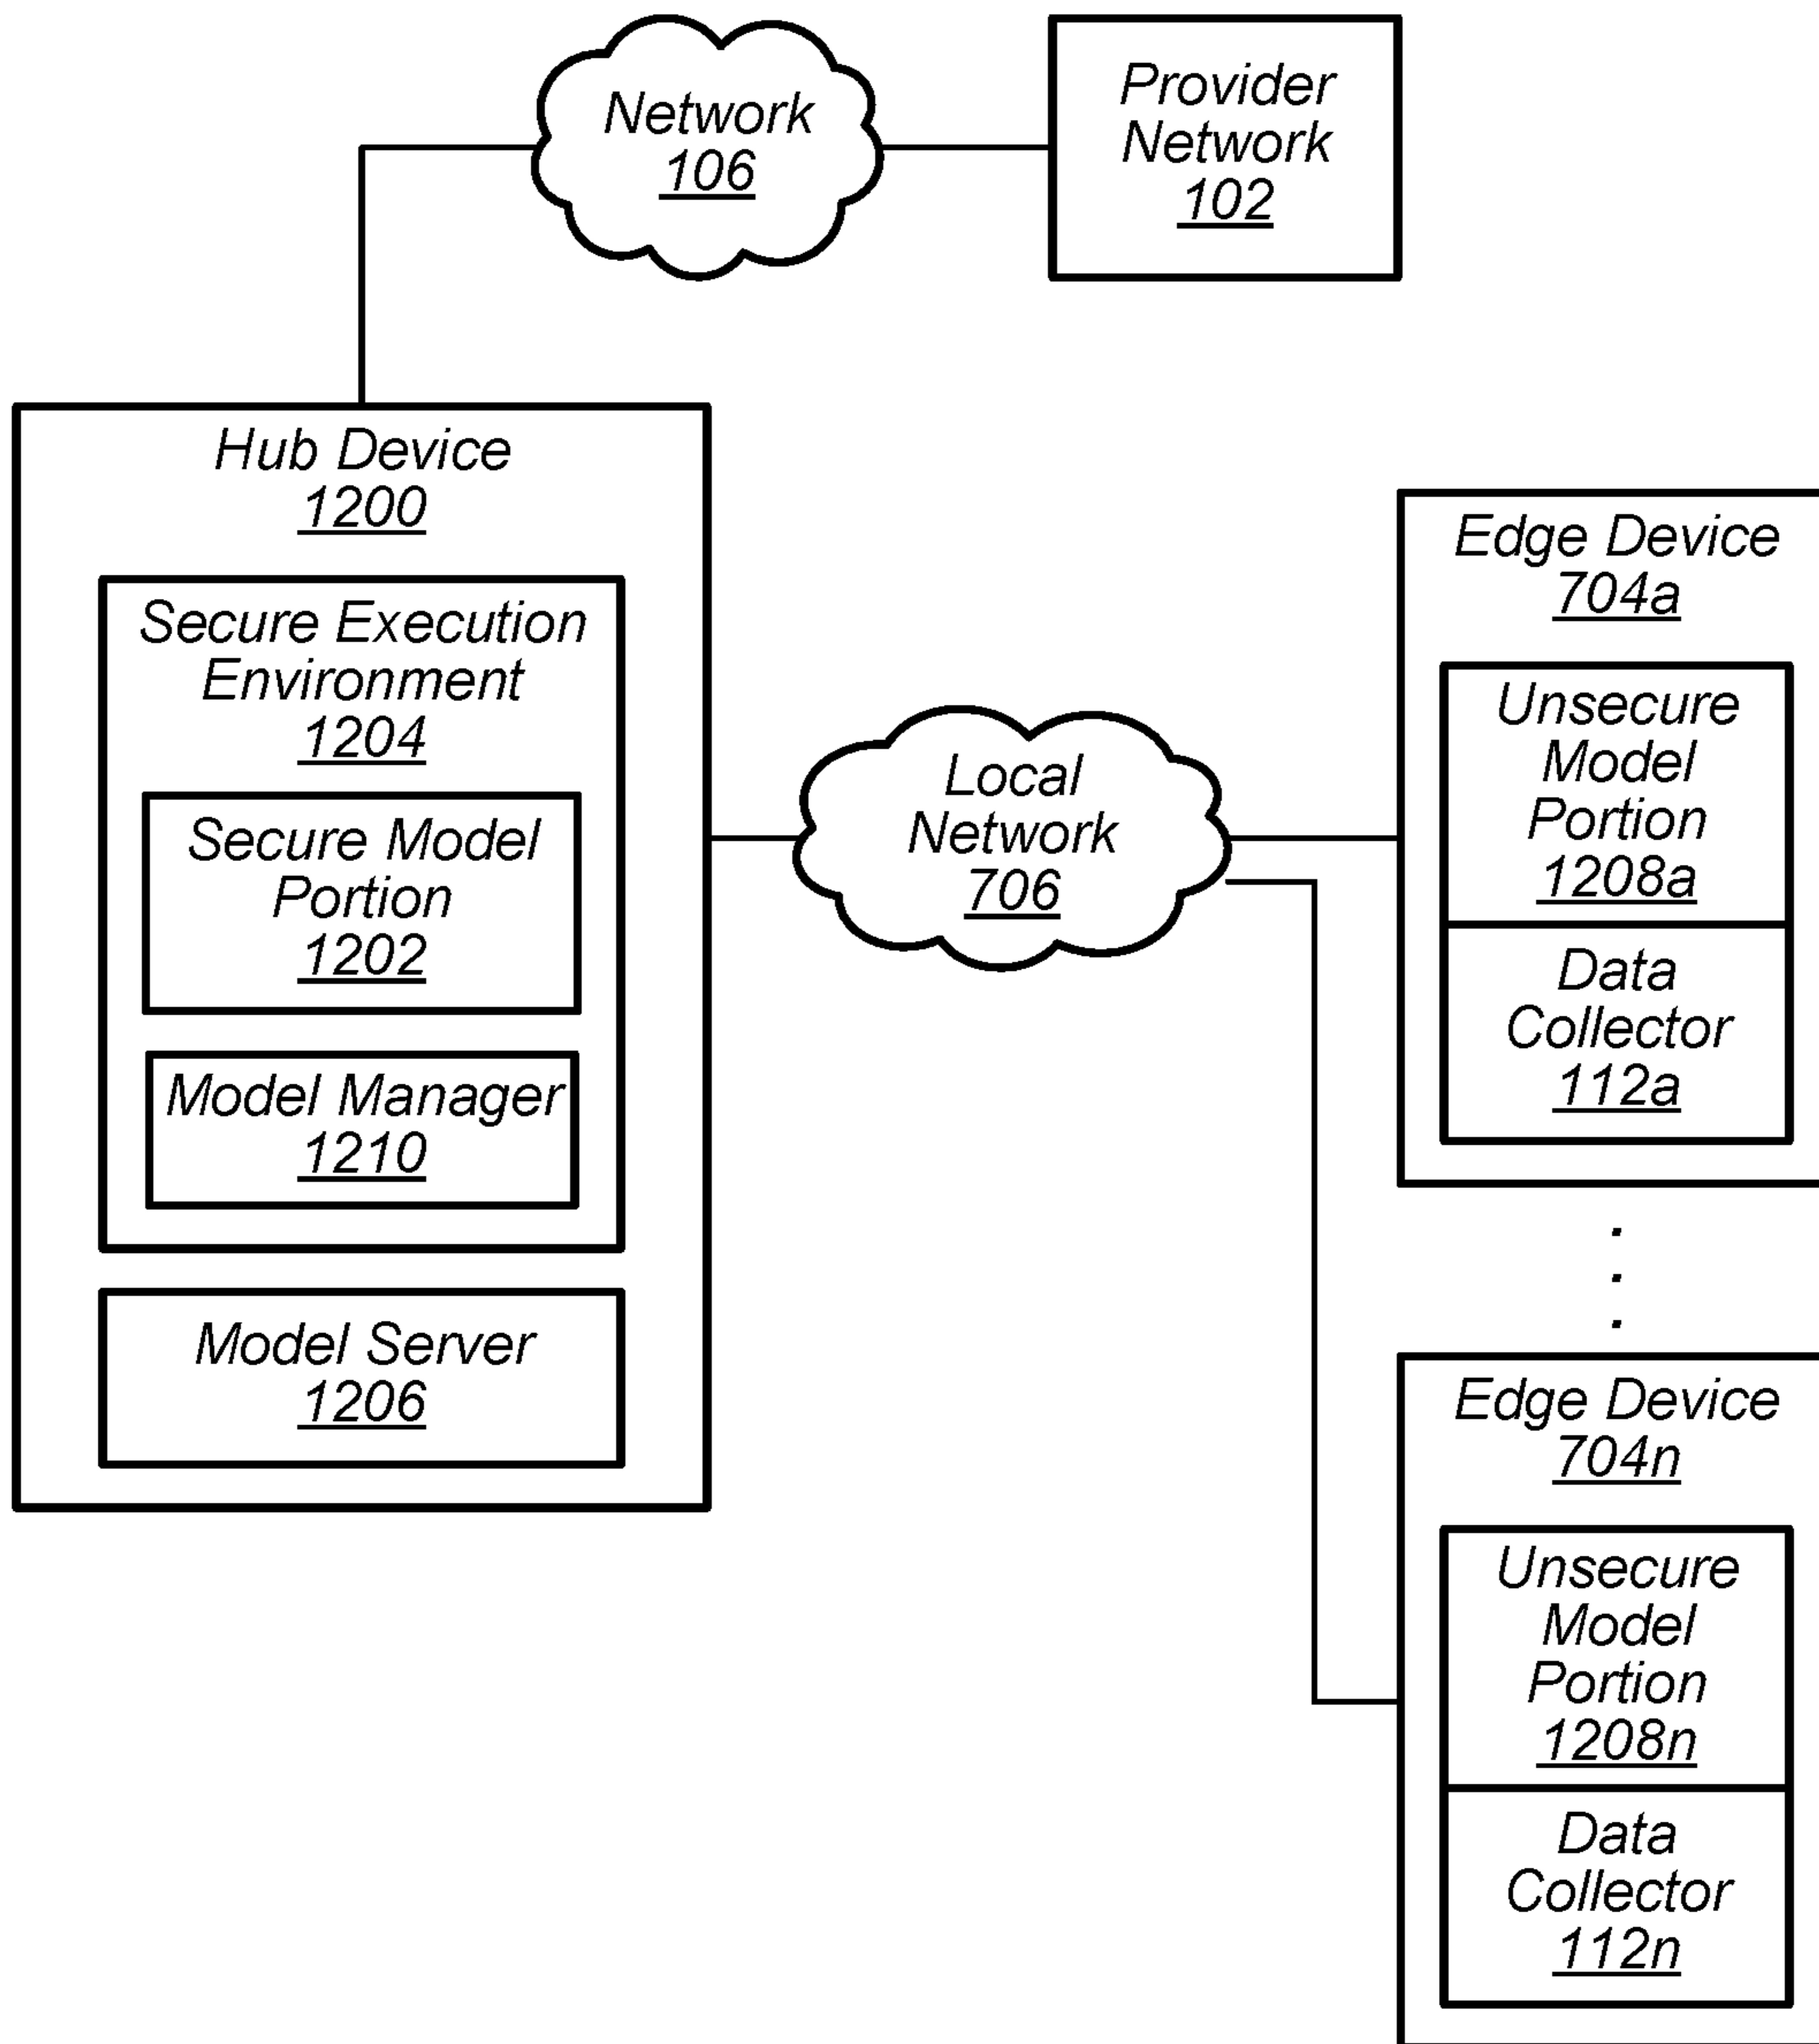 Network
106
Provider
Network
102
Hub Device
1200
Secure Execution
Environment
1204
Secure Model
Portion
1202
Model Manager
1210
Model Server
1206
Local
Network
706
Edge Device
704a
Unsecure
Model
Portion
1208a
Data
Collector
112a
.
.
.
Edge Device
704n
Unsecure
Model
Portion
1208n
Data
Collector
112n